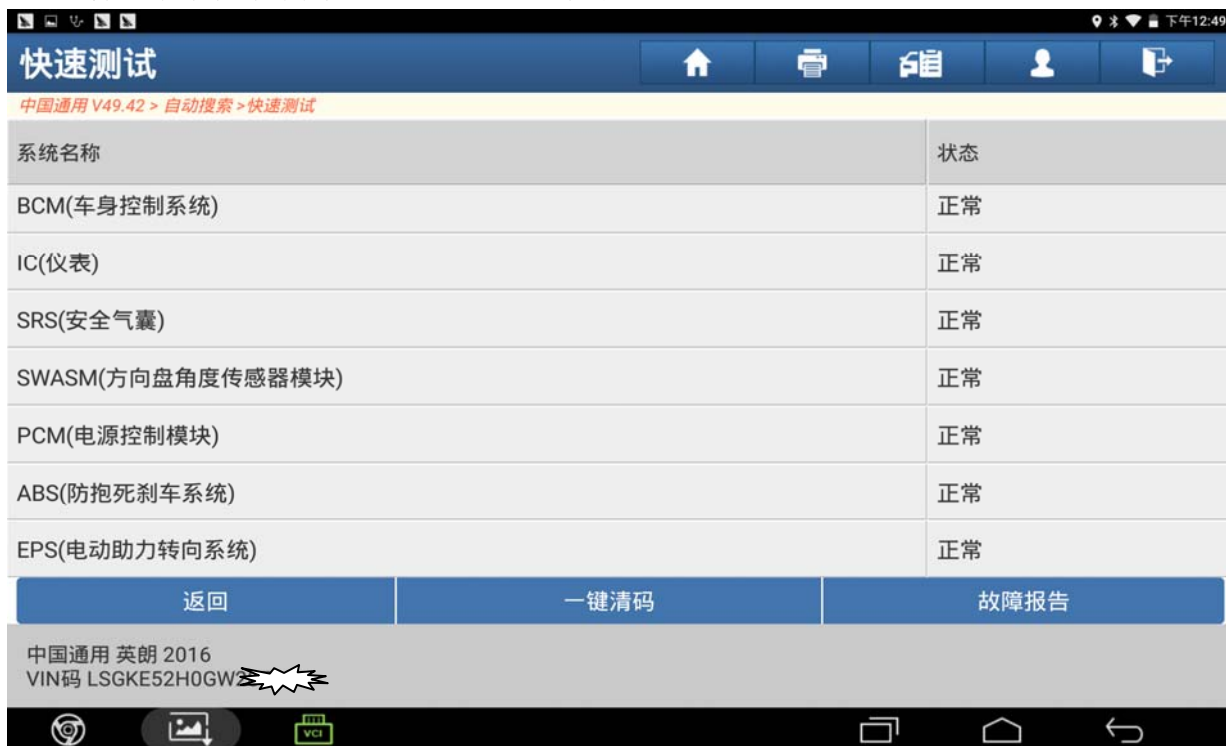 下午12:49
快速测试
中国通用 V49.42 > 自动搜索 >快速测试
系统名称 状态
BCM(车身控制系统) 正常
IC(仪表) 正常
SRS(安全气囊) 正常
SWASM(方向盘角度传感器模块) 正常
PCM(电源控制模块) 正常
ABS(防抱死刹车系统) 正常
EPS(电动助力转向系统) 正常
返回 一键清码 故障报告
中国通用 英朗 2016
VIN码 LSGKE52H0GW2
VCI